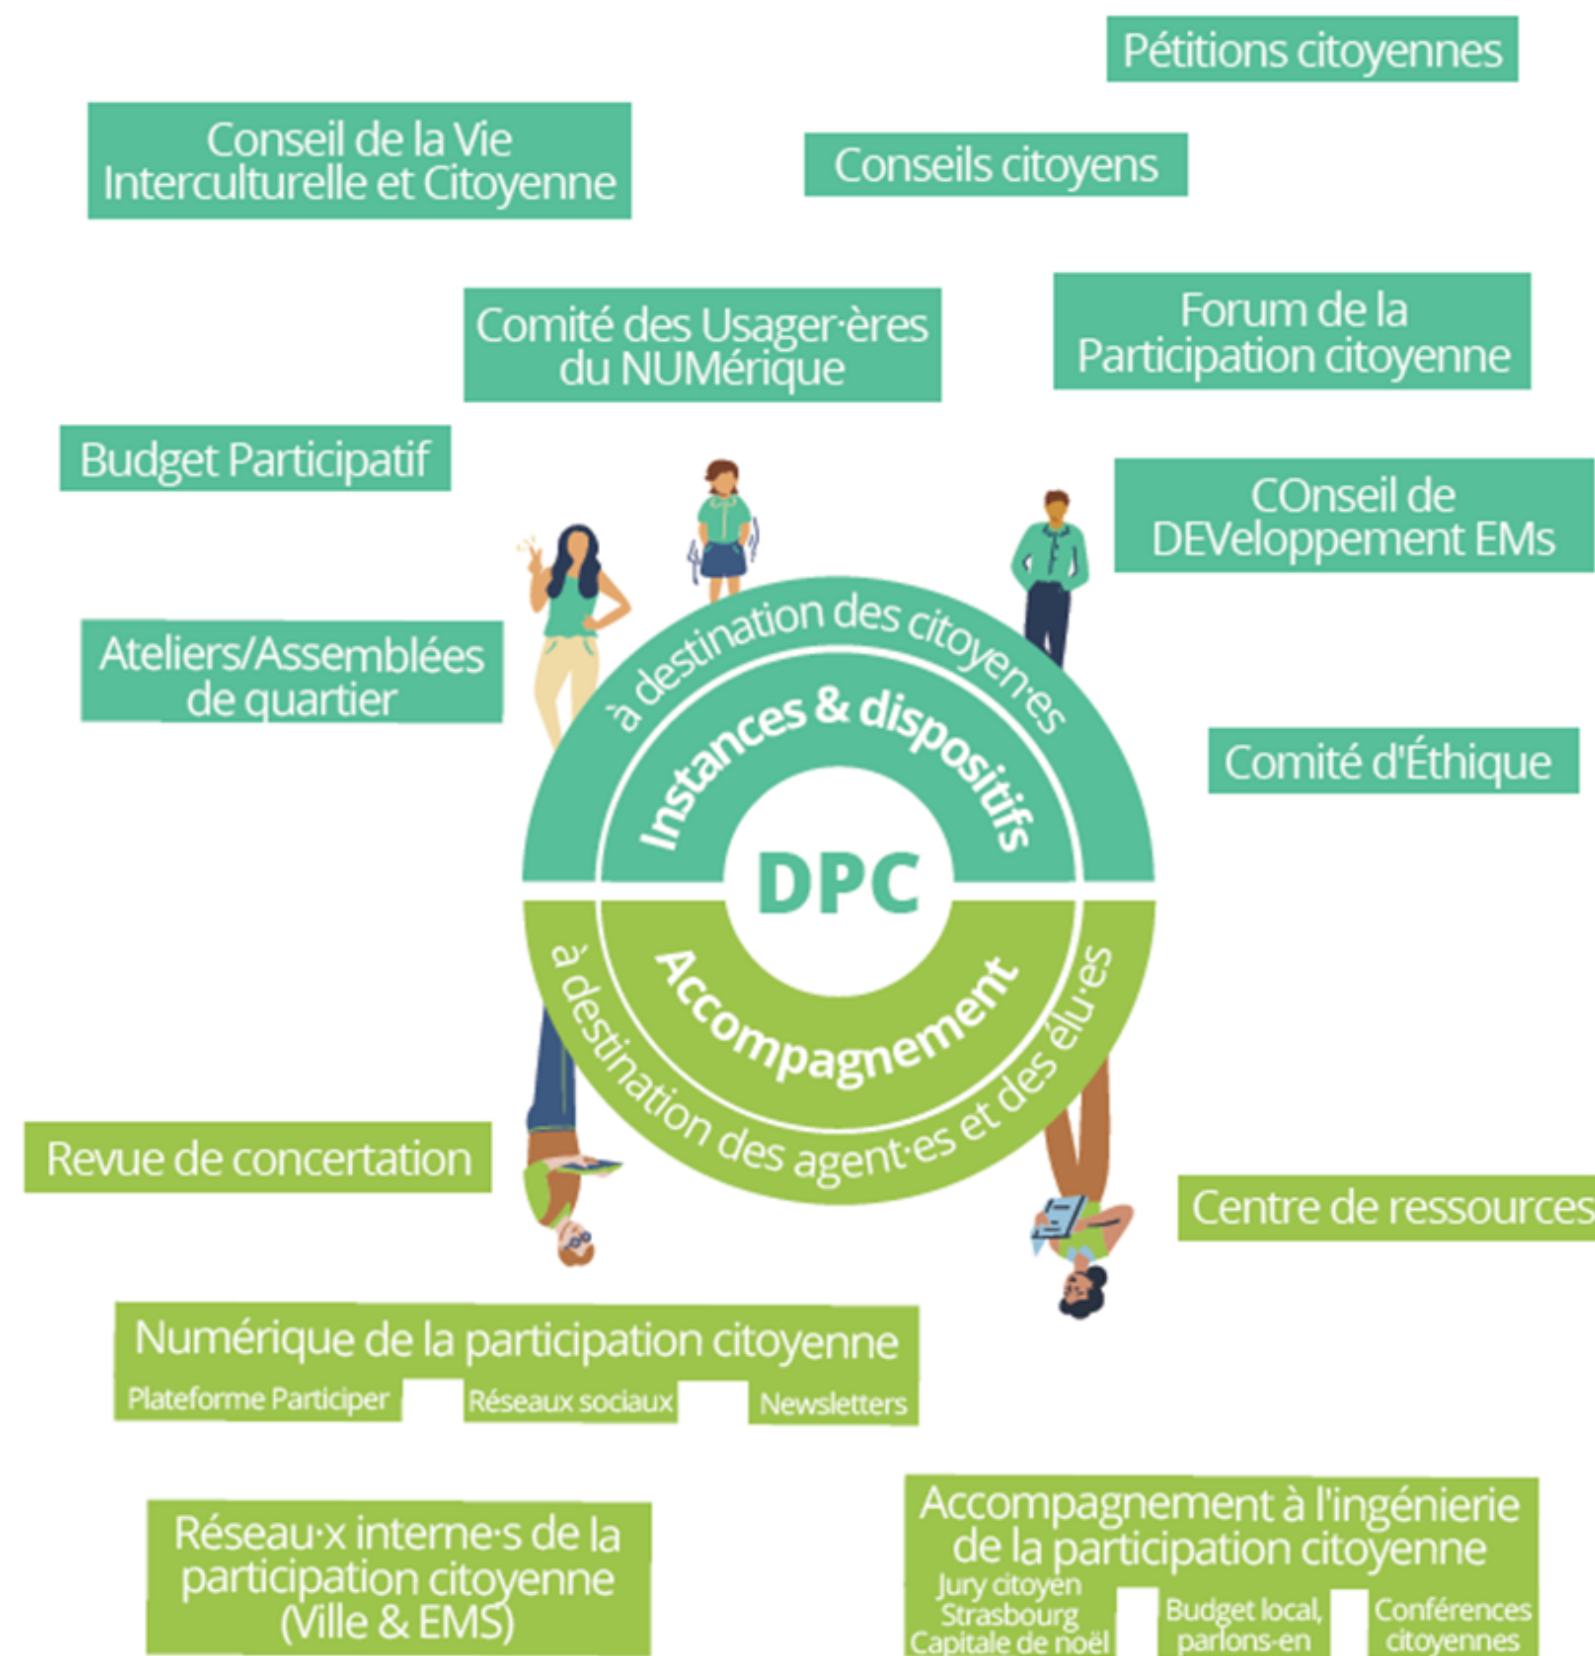 Pétitions citoyennes
Conseil de la Vie
Interculturelle et Citoyenne
Conseils citoyens
Comité des Usager·ères
du NUMérique
Forum de la
Participation citoyenne
Budget Participatif
COnseil de
DEVeloppement EMs
Ateliers/Assemblées
de quartier
Comité d'Éthique
à destination des citoyen·es
Instances & dispositifs
DPC
Accompagnement
à destination des agent·es et des élu·es
Revue de concertation
Centre de ressources
Numérique de la participation citoyenne
Plateforme Participer
Réseaux sociaux
Newsletters
Réseau·x interne·s de la
participation citoyenne
(Ville & EMS)
Accompagnement à l'ingénierie
de la participation citoyenne
Jury citoyen
Strasbourg
Capitale de noël
Budget local,
parlons-en
Conférences
citoyennes